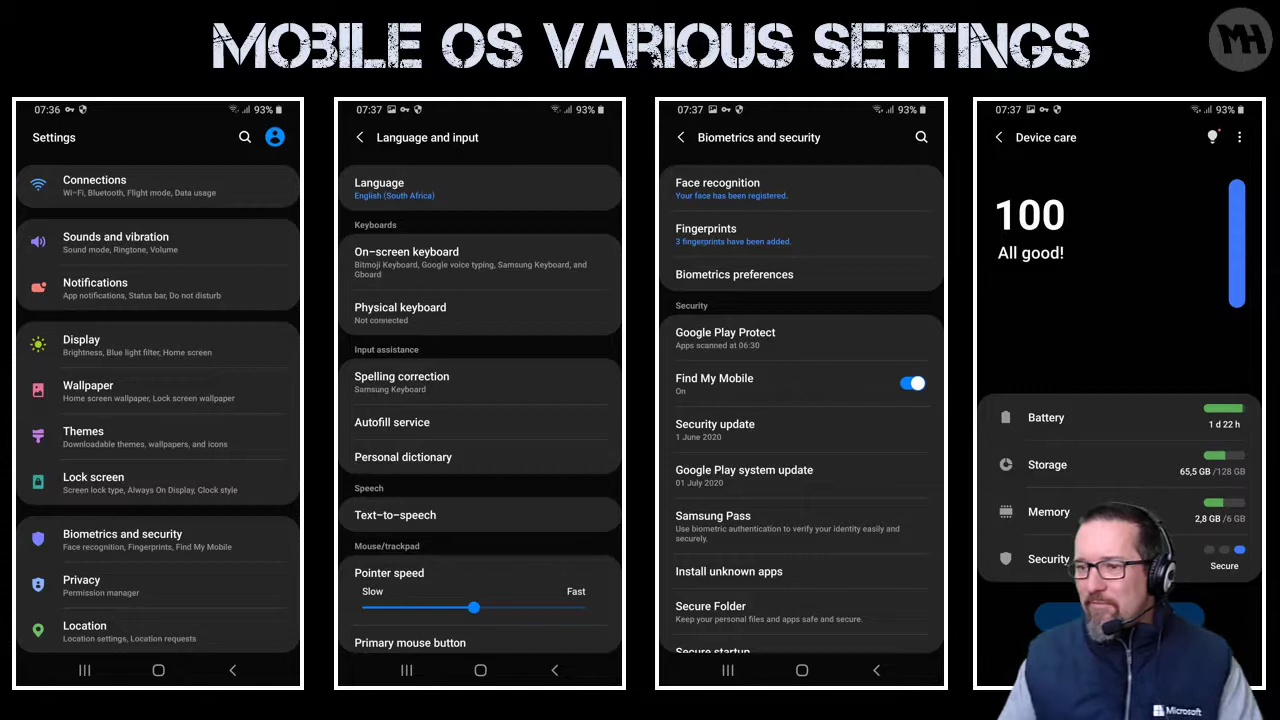 MOBILE OS VARIOUS SETTINGS
MH
07:36
93%
Settings
Connections
Wi-Fi, Bluetooth, Flight mode, Data usage
Sounds and vibration
Sound mode, Ringtone, Volume
Notifications
App notifications, Status bar, Do not disturb
Display
Brightness, Blue light filter, Home screen
Wallpaper
Home screen wallpaper, Lock screen wallpaper
Themes
Downloadable themes, wallpapers, and icons
Lock screen
Screen lock type, Always On Display, Clock style
Biometrics and security
Face recognition, Fingerprints, Find My Mobile
Privacy
Permission manager
Location
Location settings, Location requests
07:37
93%
Language and input
Language
English (South Africa)
Keyboards
On-screen keyboard
Bitmoji Keyboard, Google voice typing, Samsung Keyboard, and
Gboard
Physical keyboard
Not connected
Input assistance
Spelling correction
Samsung Keyboard
Autofill service
Personal dictionary
Speech
Text-to-speech
Mouse/trackpad
Pointer speed
Slow Fast
Primary mouse button
07:37
93%
Biometrics and security
Face recognition
Your face has been registered.
Fingerprints
3 fingerprints have been added.
Biometrics preferences
Security
Google Play Protect
Apps scanned at 06:30
Find My Mobile
On
Security update
1 June 2020
Google Play system update
01 July 2020
Samsung Pass
Use biometric authentication to verify your identity easily and
securely.
Install unknown apps
Secure Folder
Keep your personal files and apps safe and secure.
Secure startup
07:37
93%
Device care
100
All good!
Battery
1 d 22 h
Storage
65,5 GB /128 GB
Memory
2,8 GB /6 GB
Security
Secure
Microsoft